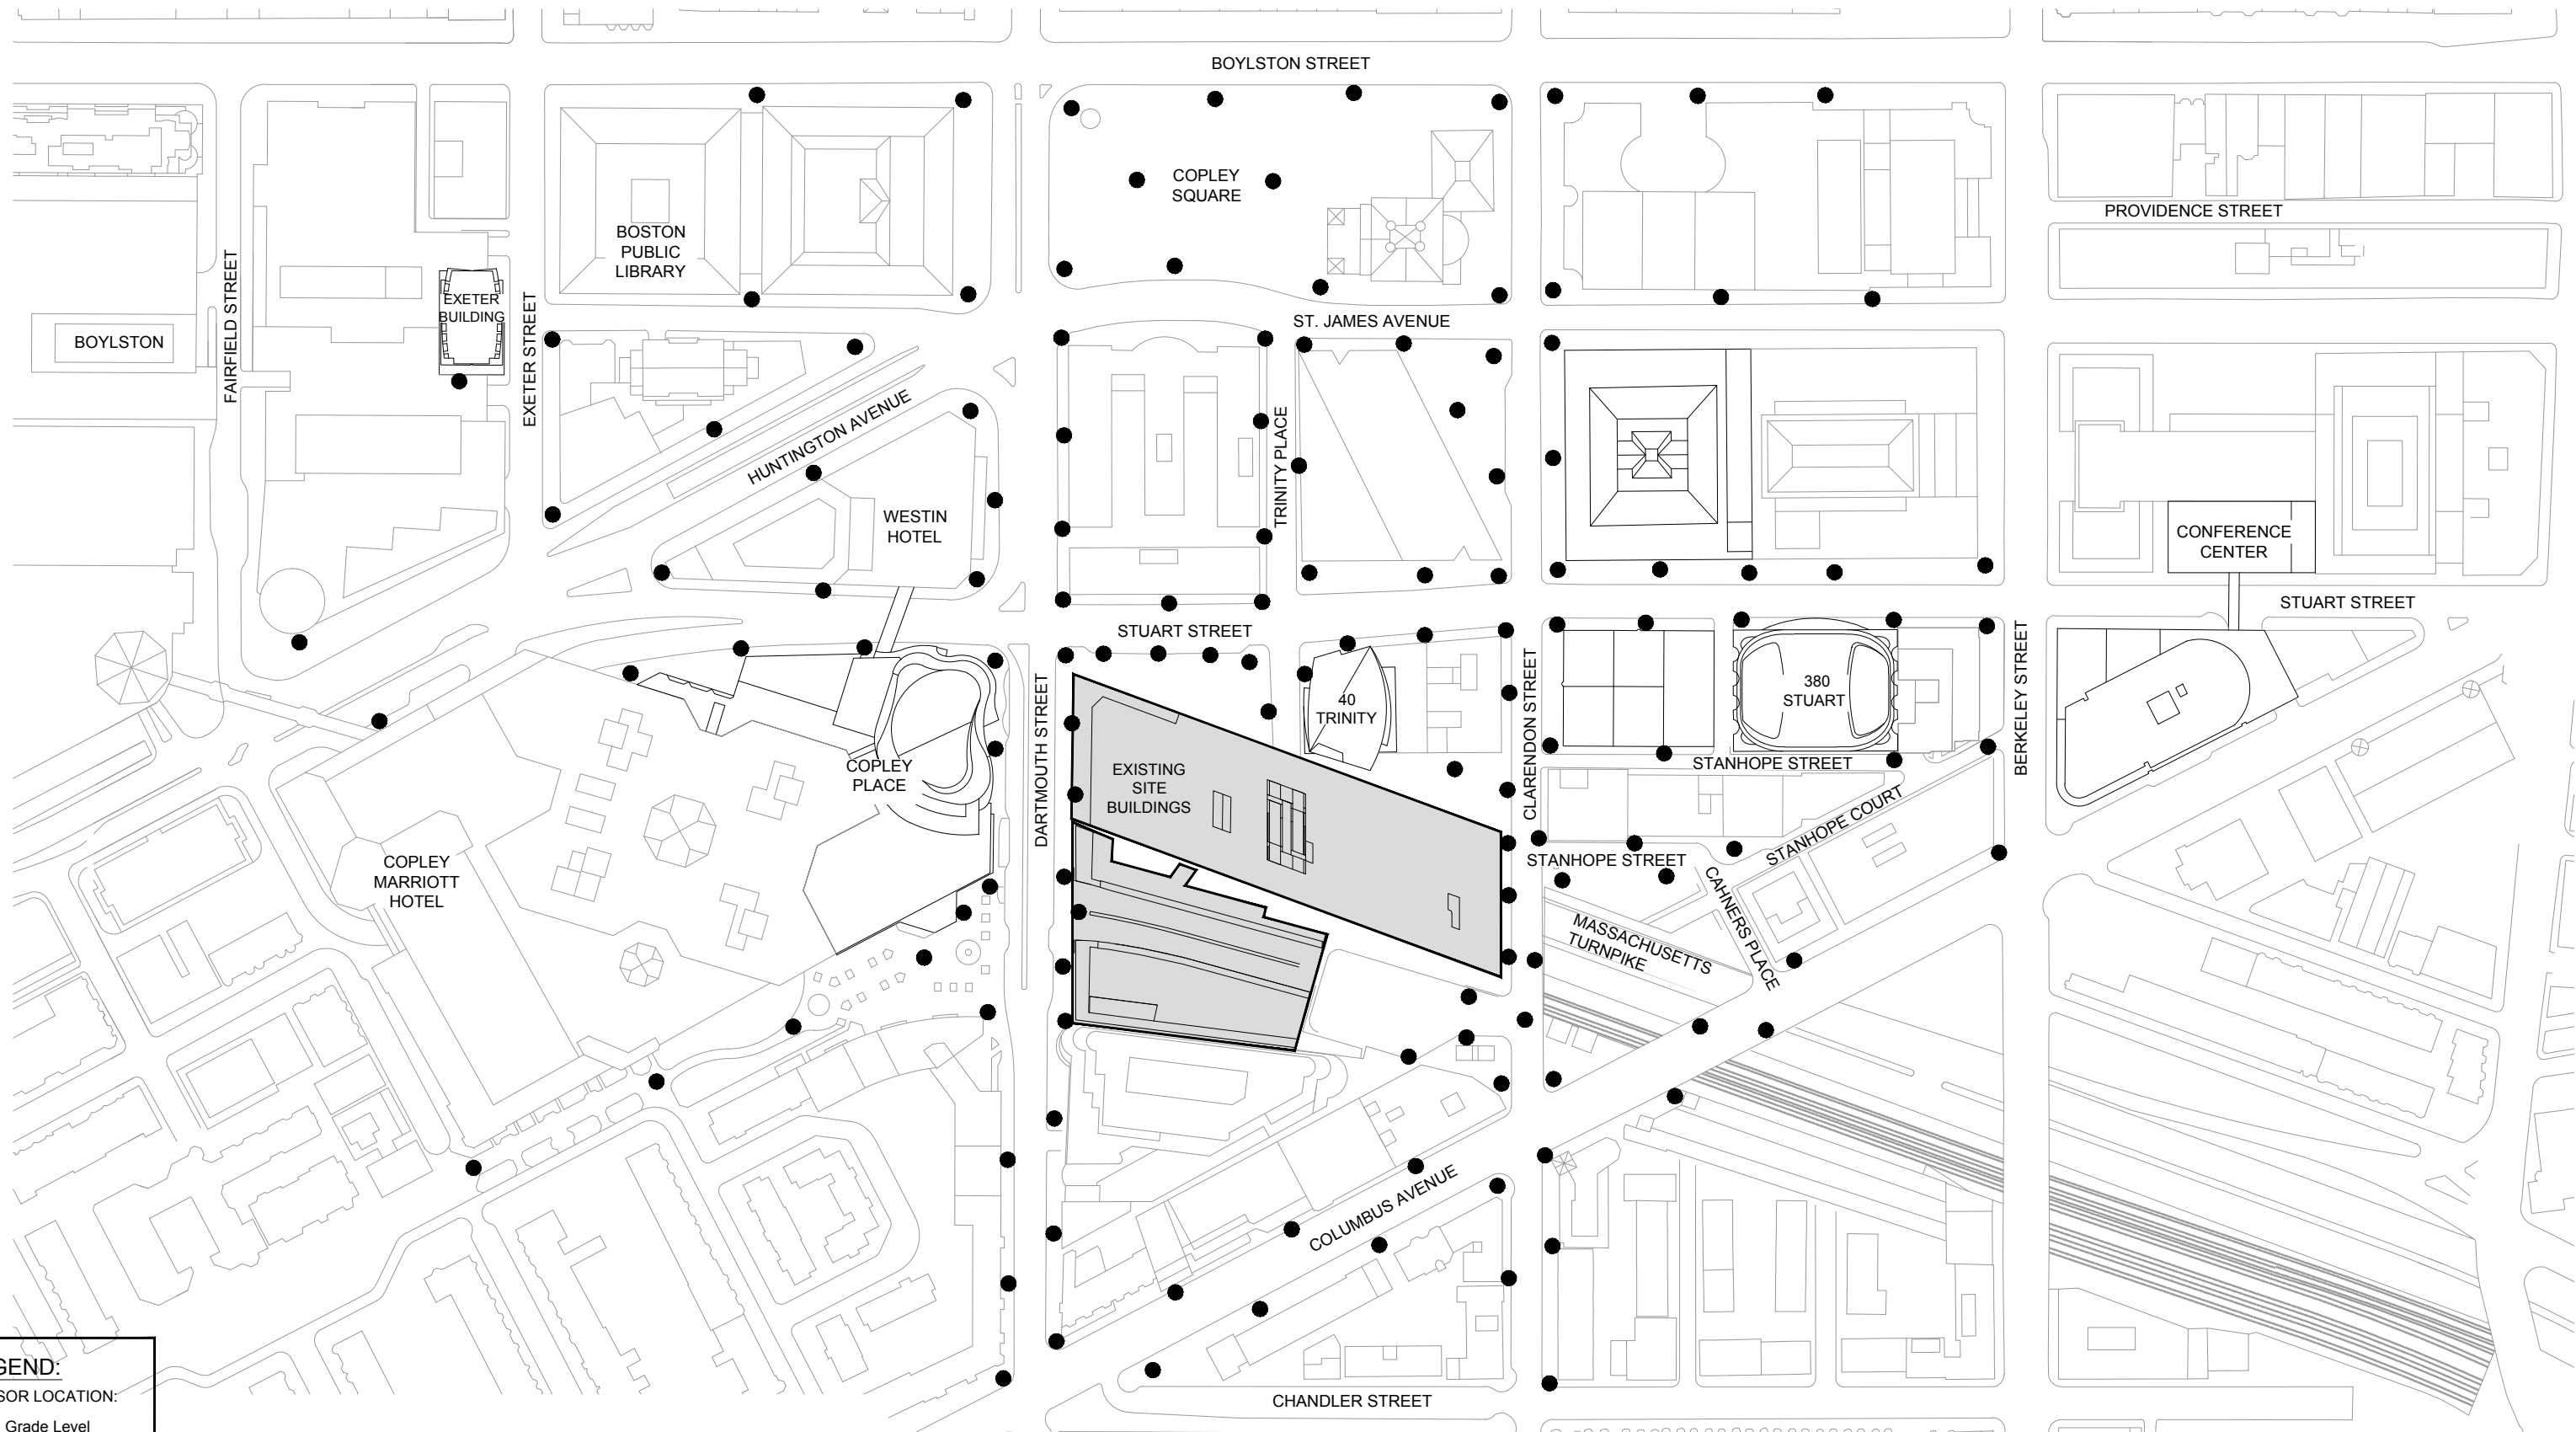 BOYLSTON STREET
COPLEY
SQUARE
PROVIDENCE STREET
BOSTON
PUBLIC
LIBRARY
FAIRFIELD STREET
EXETER
BUILDING
EXETER STREET
BOYLSTON
ST. JAMES AVENUE
HUNTINGTON AVENUE
TRINITY PLACE
WESTIN
HOTEL
CONFERENCE
CENTER
STUART STREET
STUART STREET
DARTMOUTH STREET
40
TRINITY
CLARENDON STREET
380
STUART
BERKELEY STREET
STANHOPE STREET
COPLEY
PLACE
EXISTING
SITE
BUILDINGS
STANHOPE COURT
STANHOPE STREET
COPLEY
MARRIOTT
HOTEL
CAHNERS PLACE
MASSACHUSETTS
TURNPIKE
COLUMBUS AVENUE
CHANDLER STREET
GEND:
SOR LOCATION:
Grade Level